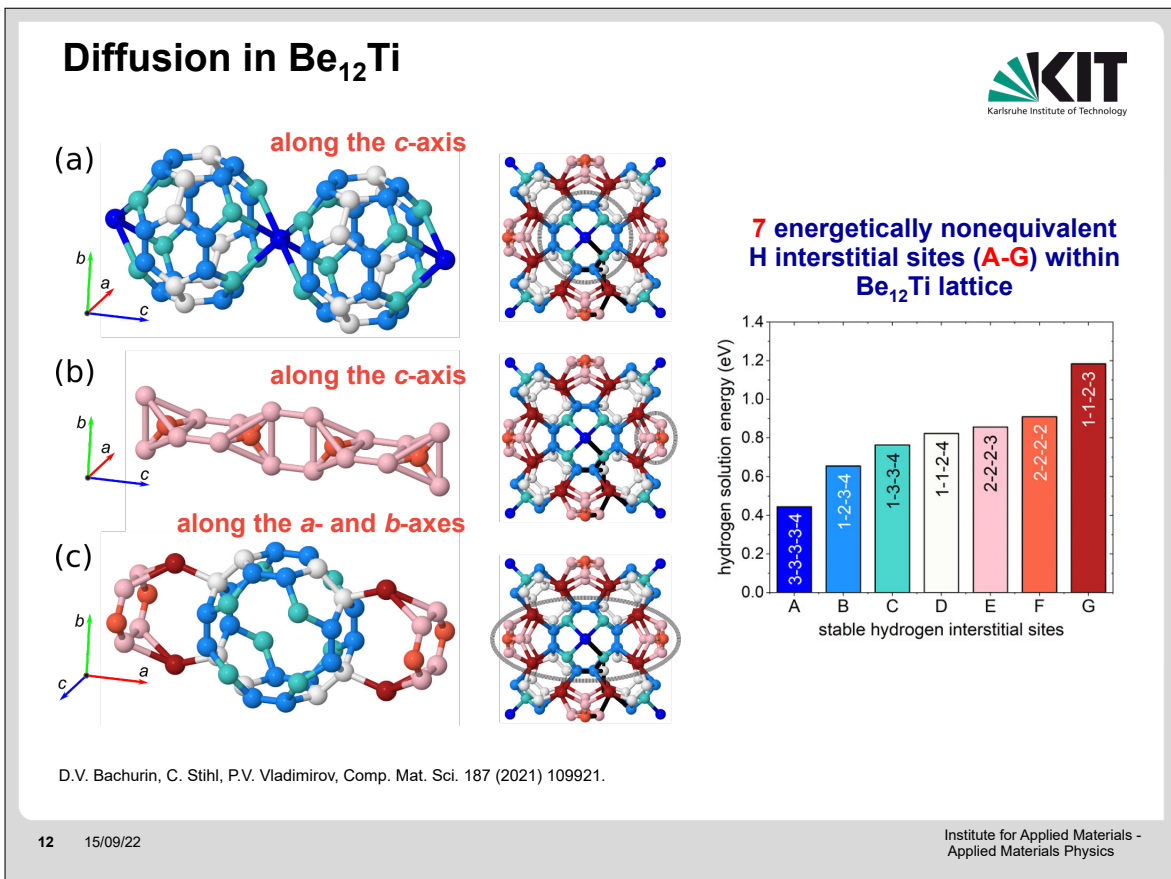 Diffusion in Be₁₂Ti
KIT
Karlsruhe Institute of Technology
(a)
along the c-axis
b
a
c
(b)
along the c-axis
b
a
c
along the a- and b-axes
(c)
b
a
c
7 energetically nonequivalent
H interstitial sites (A-G) within
Be₁₂Ti lattice
hydrogen solution energy (eV)
1.4
1.2
1.0
0.8
0.6
0.4
0.2
0.0
3-3-3-3-4
1-2-3-4
1-3-3-4
1-1-2-4
2-2-2-3
2-2-2-2
1-1-2-3
A B C D E F G
stable hydrogen interstitial sites
D.V. Bachurin, C. Stihl, P.V. Vladimirov, Comp. Mat. Sci. 187 (2021) 109921.
12 15/09/22
Institute for Applied Materials -
Applied Materials Physics